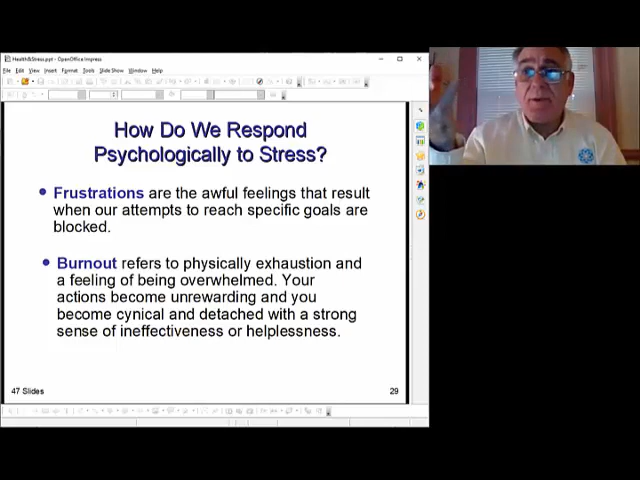 Health&Stress.ppt - OpenOffice Impress
File Edit View Insert Format Tools Slide Show Window Help
How Do We Respond
Psychologically to Stress?
• Frustrations are the awful feelings that result
when our attempts to reach specific goals are
blocked.
• Burnout refers to physically exhaustion and
a feeling of being overwhelmed. Your
actions become unrewarding and you
become cynical and detached with a strong
sense of ineffectiveness or helplessness.
47 Slides 29